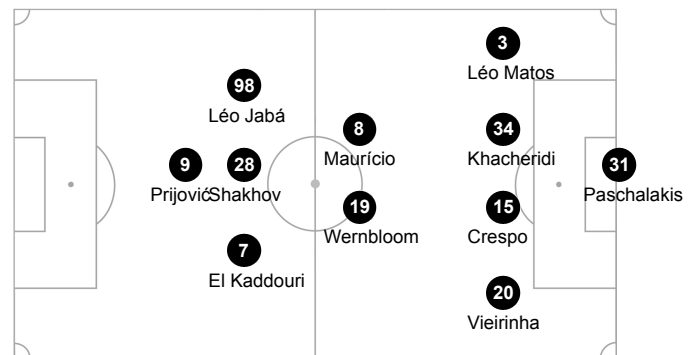 3
Léo Matos
98
Léo Jabá
8
Maurício
34
Khacheridi
9
Prijović
28
Shakhov
31
Paschalakis
19
Wernbloom
15
Crespo
7
El Kaddouri
20
Vieirinha